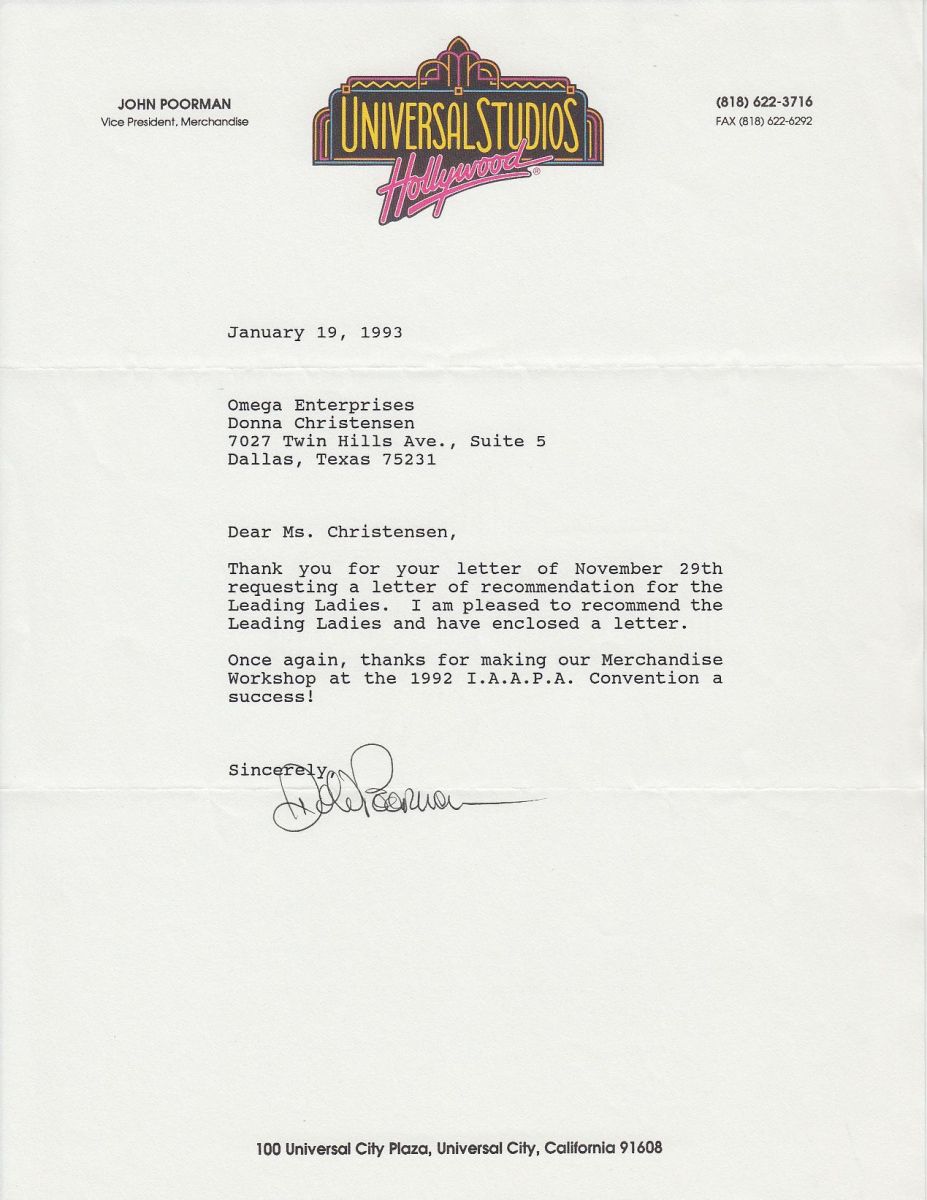 JOHN POORMAN
Vice President, Merchandise
UNIVERSAL STUDIOS
Hollywood®
(818) 622-3716
FAX (818) 622-6292
January 19, 1993
Omega Enterprises
Donna Christensen
7027 Twin Hills Ave., Suite 5
Dallas, Texas 75231
Dear Ms. Christensen,
Thank you for your letter of November 29th
requesting a letter of recommendation for the
Leading Ladies. I am pleased to recommend the
Leading Ladies and have enclosed a letter.
Once again, thanks for making our Merchandise
Workshop at the 1992 I.A.A.P.A. Convention a
success!
Sincerely,
Poorman
100 Universal City Plaza, Universal City, California 91608